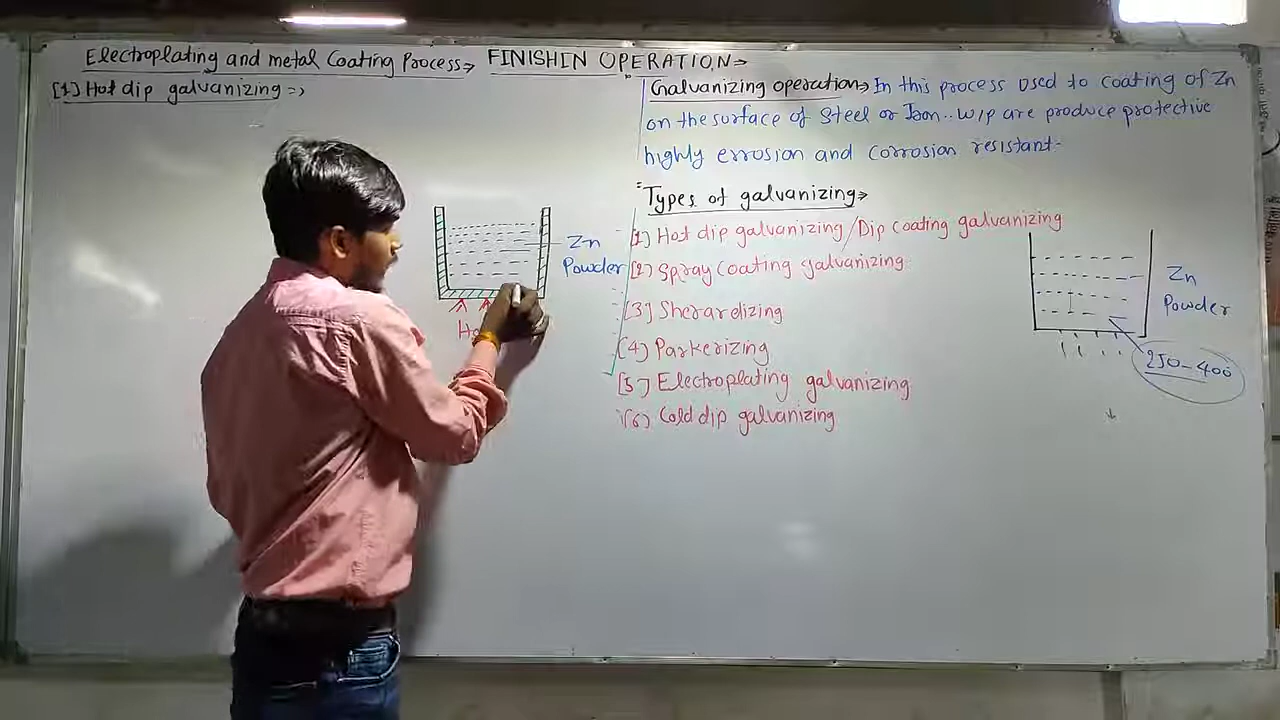 Electroplating and metal Coating Process→ FINISHIN OPERATION→
[1] Hot dip galvanizing =>
Zn
Powder
Galvanizing operation→ In this process used to coating of Zn
on the surface of steel or Iron.. w/p are produce protective
highly errosion and corrosion resistant-
Types of galvanizing→
[1] Hot dip galvanizing/Dip coating galvanizing
[2] Spray coating galvanizing
[3] Sherardizing
[4] Parkerizing
[5] Electroplating galvanizing
[6] Cold dip galvanizing
Zn
Powder
250-400